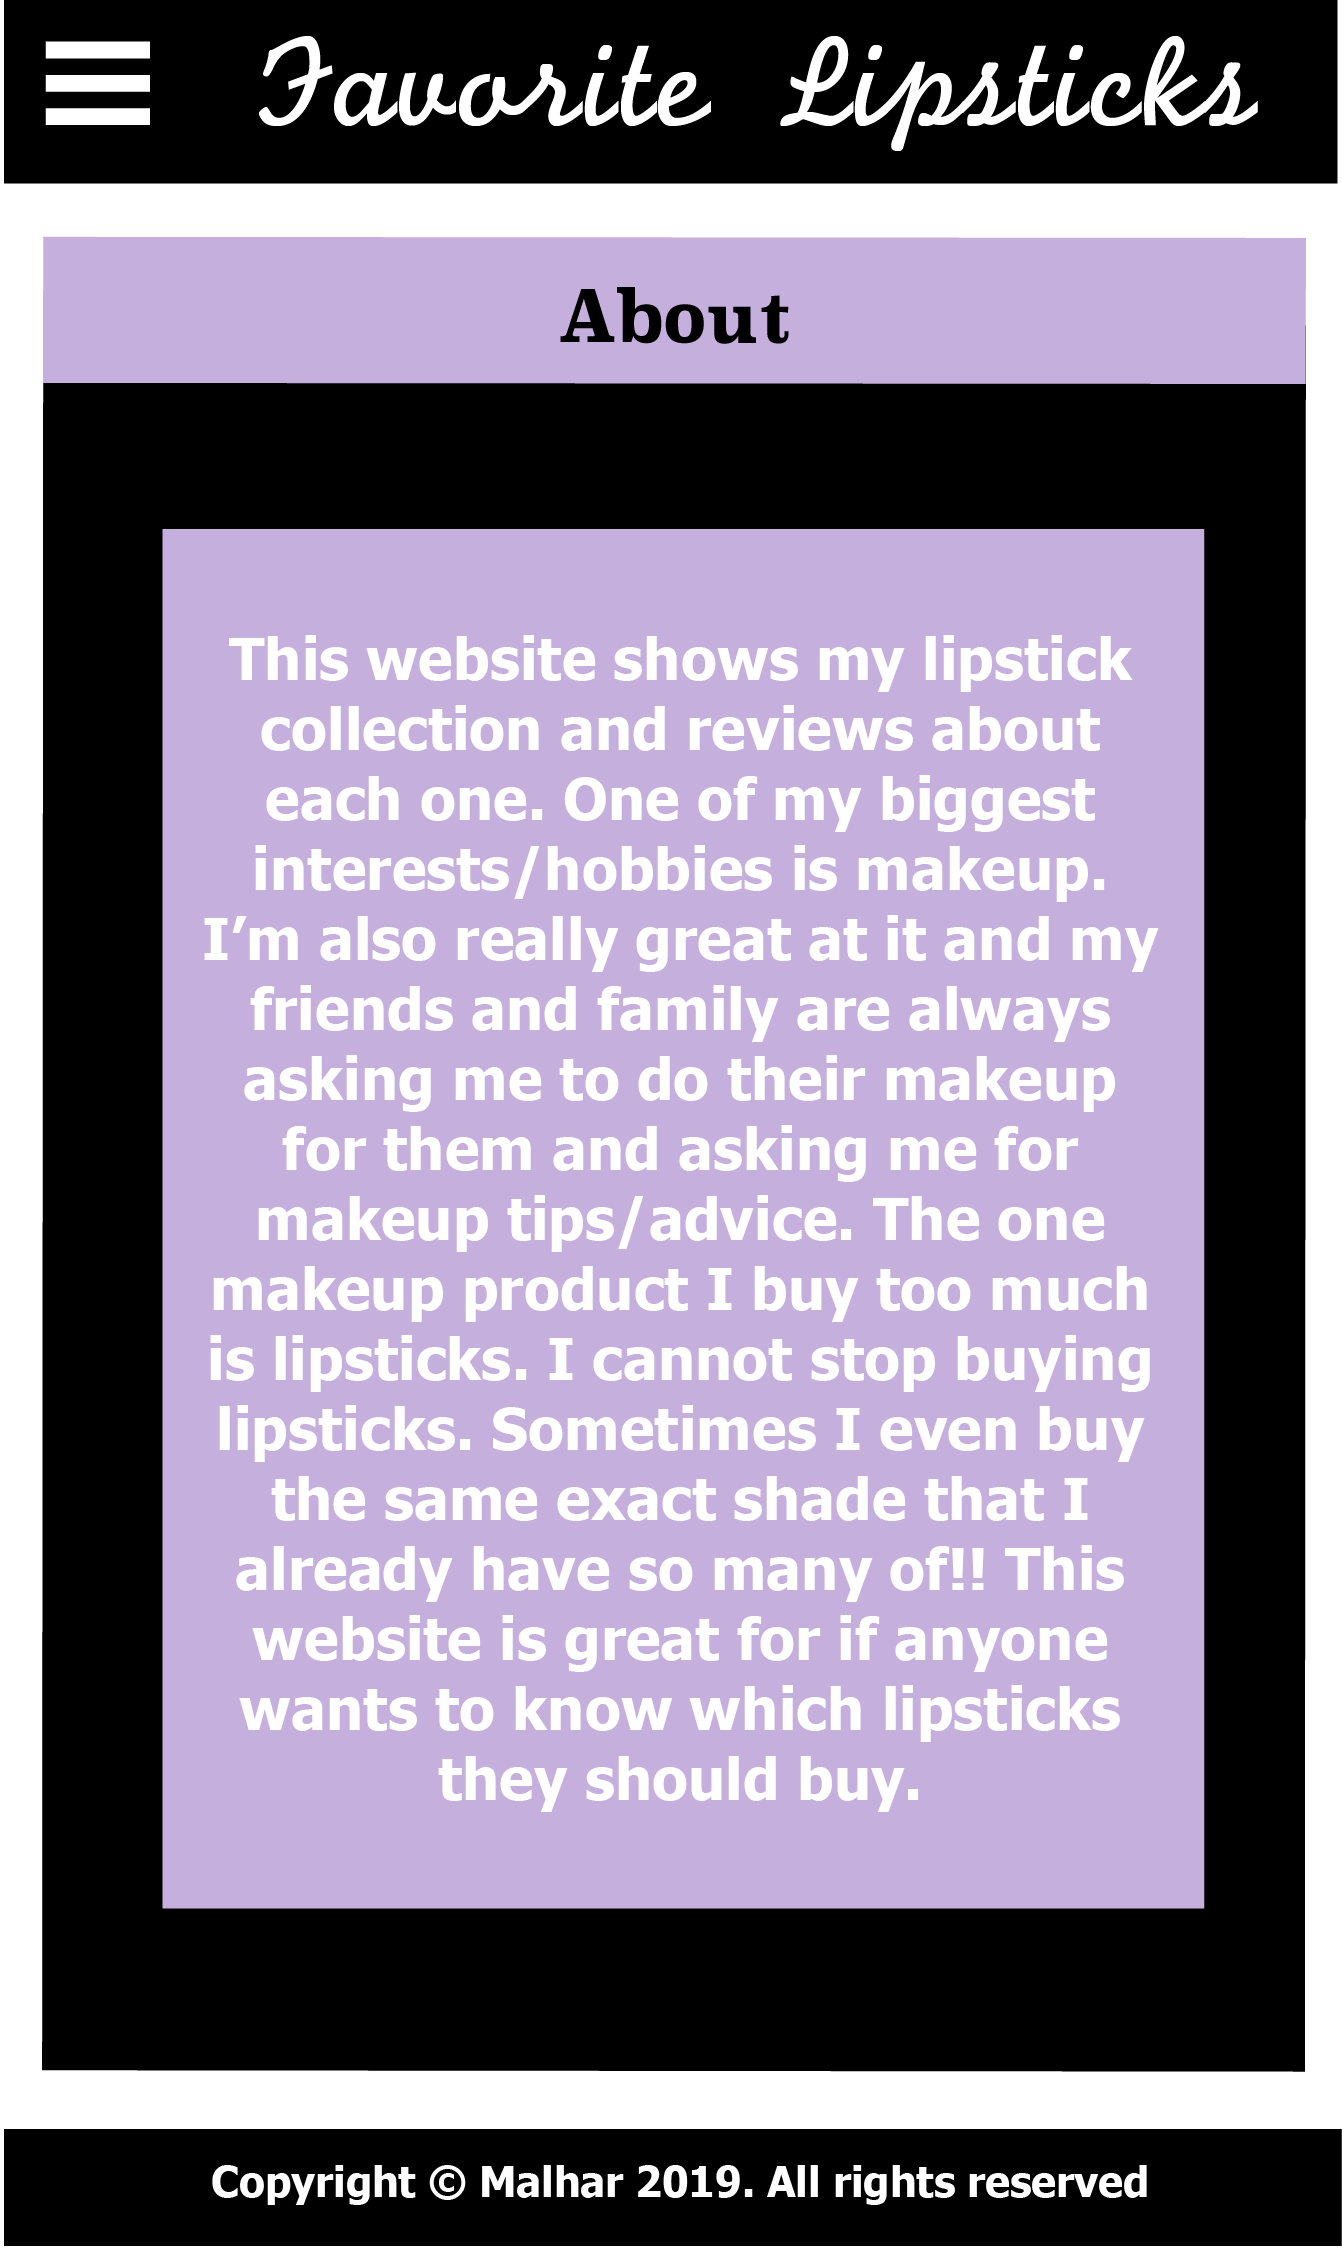 Favorite Lipsticks
About
This website shows my lipstick
collection and reviews about
each one. One of my biggest
interests/hobbies is makeup.
I’m also really great at it and my
friends and family are always
asking me to do their makeup
for them and asking me for
makeup tips/advice. The one
makeup product I buy too much
is lipsticks. I cannot stop buying
lipsticks. Sometimes I even buy
the same exact shade that I
already have so many of!! This
website is great for if anyone
wants to know which lipsticks
they should buy.
Copyright © Malhar 2019. All rights reserved